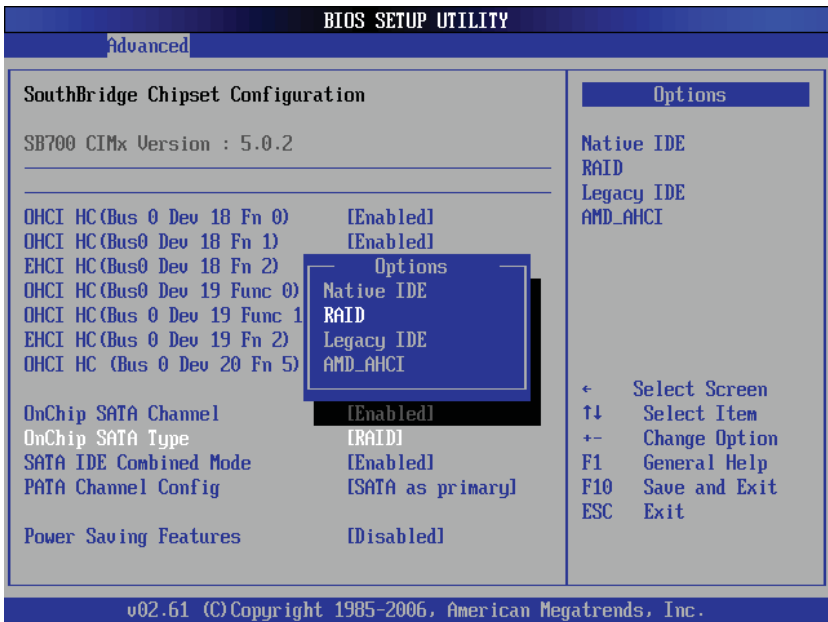 BIOS SETUP UTILITY
Advanced
SouthBridge Chipset Configuration
SB700 CIMx Version : 5.0.2
OHCI HC(Bus 0 Dev 18 Fn 0) [Enabled]
OHCI HC(Bus0 Dev 18 Fn 1) [Enabled]
EHCI HC(Bus0 Dev 18 Fn 2)
OHCI HC(Bus0 Dev 19 Func 0)
OHCI HC(Bus 0 Dev 19 Func 1
EHCI HC(Bus 0 Dev 19 Fn 2)
OHCI HC (Bus 0 Dev 20 Fn 5)
OnChip SATA Channel [Enabled]
OnChip SATA Type [RAID]
SATA IDE Combined Mode [Enabled]
PATA Channel Config [SATA as primary]
Power Saving Features [Disabled]
Options
Native IDE
RAID
Legacy IDE
AMD_AHCI
Options
Native IDE
RAID
Legacy IDE
AMD_AHCI
← Select Screen
↑↓ Select Item
+- Change Option
F1 General Help
F10 Save and Exit
ESC Exit
v02.61 (C)Copyright 1985-2006, American Megatrends, Inc.